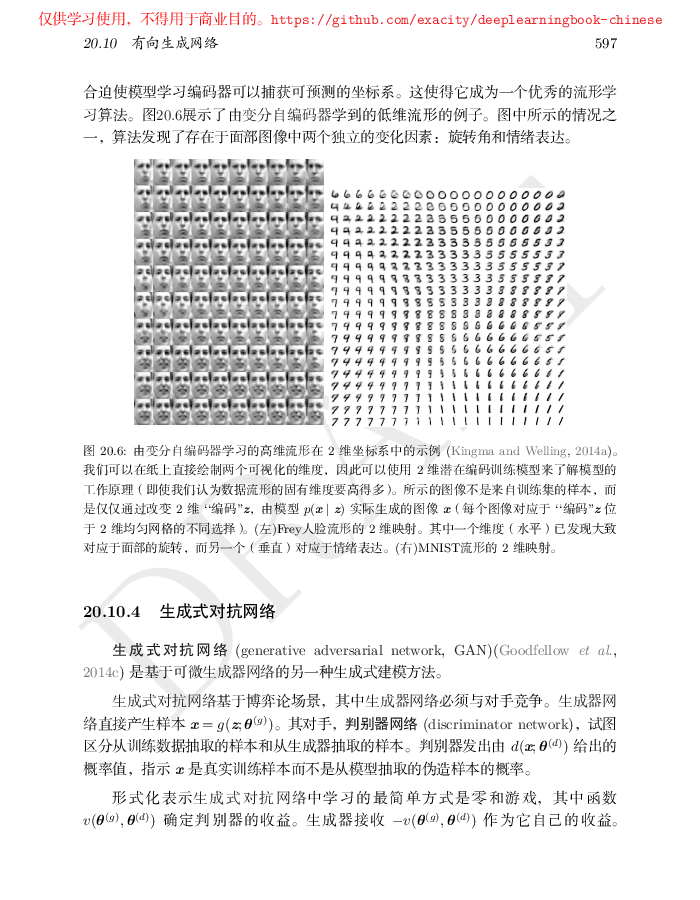 仅供学习使用，不得用于商业目的。https://github.com/exacity/deeplearningbook-chinese
20.10 有向生成网络 597
合迫使模型学习编码器可以捕获可预测的坐标系。这使得它成为一个优秀的流形学
习算法。图20.6展示了由变分自编码器学到的低维流形的例子。图中所示的情况之
一，算法发现了存在于面部图像中两个独立的变化因素：旋转角和情绪表达。
图 20.6: 由变分自编码器学习的高维流形在 2 维坐标系中的示例 (Kingma and Welling, 2014a)。
我们可以在纸上直接绘制两个可视化的维度，因此可以使用 2 维潜在编码训练模型来了解模型的
工作原理（即使我们认为数据流形的固有维度要高得多）。所示的图像不是来自训练集的样本，而
是仅仅通过改变 2 维 “编码”z，由模型 p(x | z) 实际生成的图像 x（每个图像对应于 “编码”z 位
于 2 维均匀网格的不同选择）。(左)Frey人脸流形的 2 维映射。其中一个维度（水平）已发现大致
对应于面部的旋转，而另一个（垂直）对应于情绪表达。(右)MNIST流形的 2 维映射。
20.10.4 生成式对抗网络
生成式对抗网络 (generative adversarial network, GAN)(Goodfellow et al.,
2014c) 是基于可微生成器网络的另一种生成式建模方法。
生成式对抗网络基于博弈论场景，其中生成器网络必须与对手竞争。生成器网
络直接产生样本 x = g(z; θ⁽ᵍ⁾)。其对手，判别器网络 (discriminator network)，试图
区分从训练数据抽取的样本和从生成器抽取的样本。判别器发出由 d(x; θ⁽ᵈ⁾) 给出的
概率值，指示 x 是真实训练样本而不是从模型抽取的伪造样本的概率。
形式化表示生成式对抗网络中学习的最简单方式是零和游戏，其中函数
v(θ⁽ᵍ⁾, θ⁽ᵈ⁾) 确定判别器的收益。生成器接收 −v(θ⁽ᵍ⁾, θ⁽ᵈ⁾) 作为它自己的收益。
DRAFT